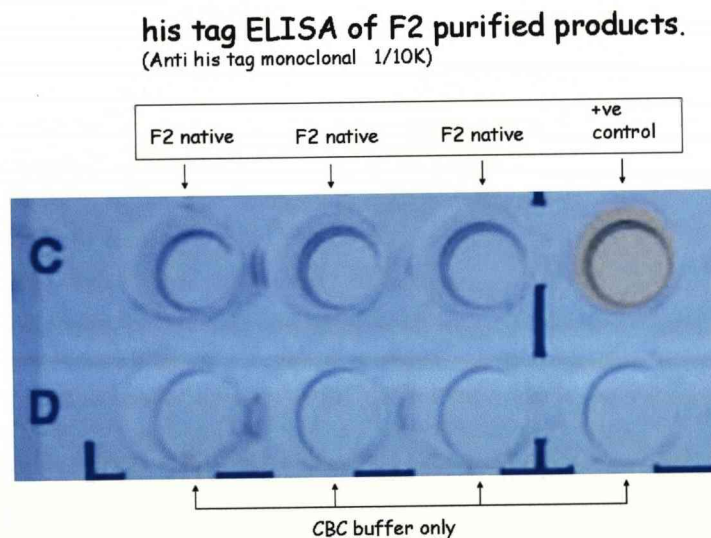 his tag ELISA of F2 purified products.
(Anti his tag monoclonal 1/10K)
F2 native F2 native F2 native +ve control
C
D
CBC buffer only